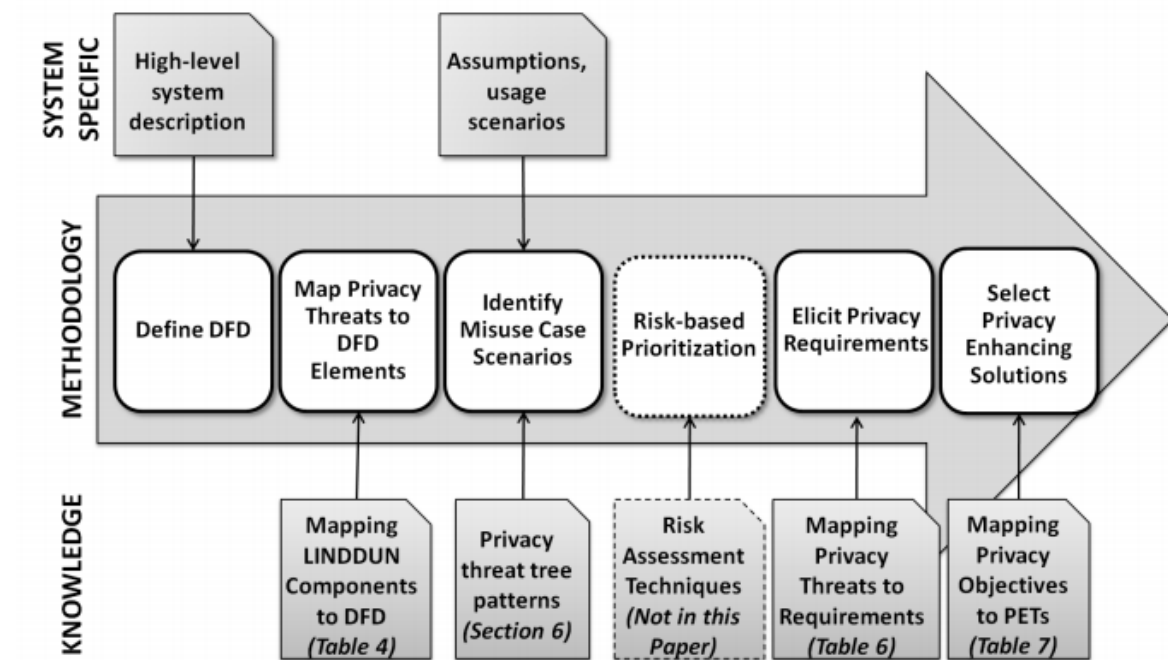 SYSTEM
SPECIFIC
High-level
system
description
Assumptions,
usage
scenarios
METHODOLOGY
Define DFD
Map Privacy
Threats to
DFD
Elements
Identify
Misuse Case
Scenarios
Risk-based
Prioritization
Elicit Privacy
Requirements
Select
Privacy
Enhancing
Solutions
KNOWLEDGE
Mapping
LINDDUN
Components
to DFD
(Table 4)
Privacy
threat tree
patterns
(Section 6)
Risk
Assessment
Techniques
(Not in this
Paper)
Mapping
Privacy
Threats to
Requirements
(Table 6)
Mapping
Privacy
Objectives
to PETs
(Table 7)